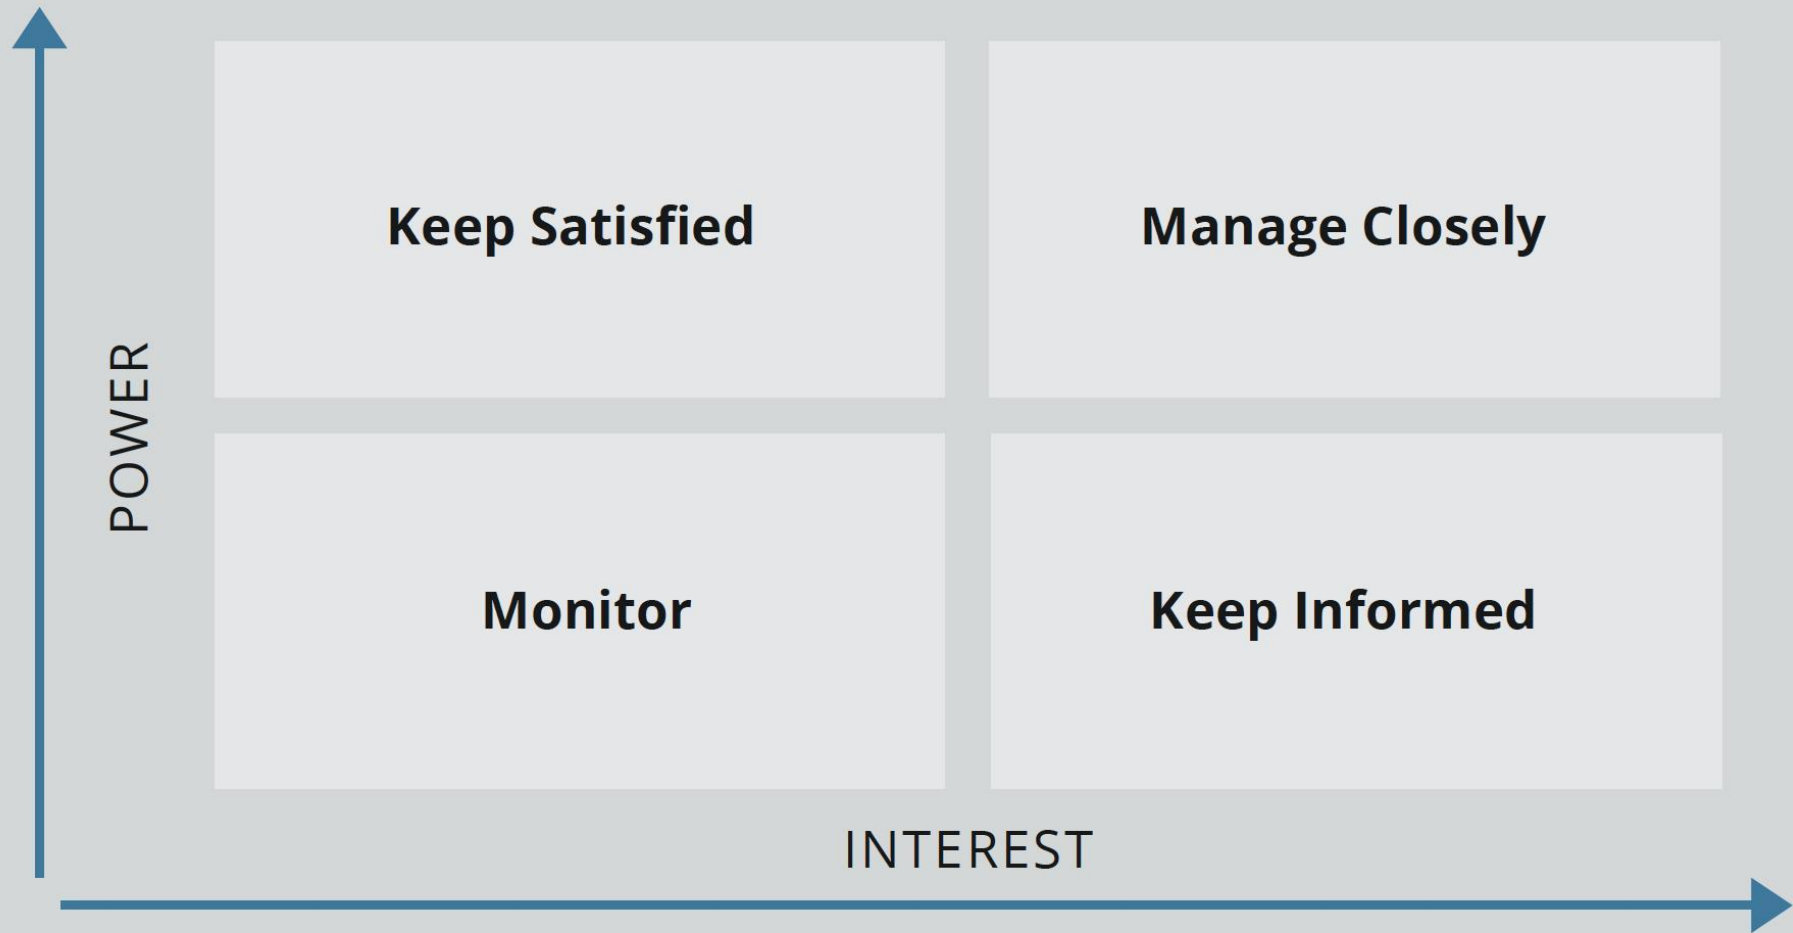 Keep Satisfied
Manage Closely
POWER
Monitor
Keep Informed
INTEREST